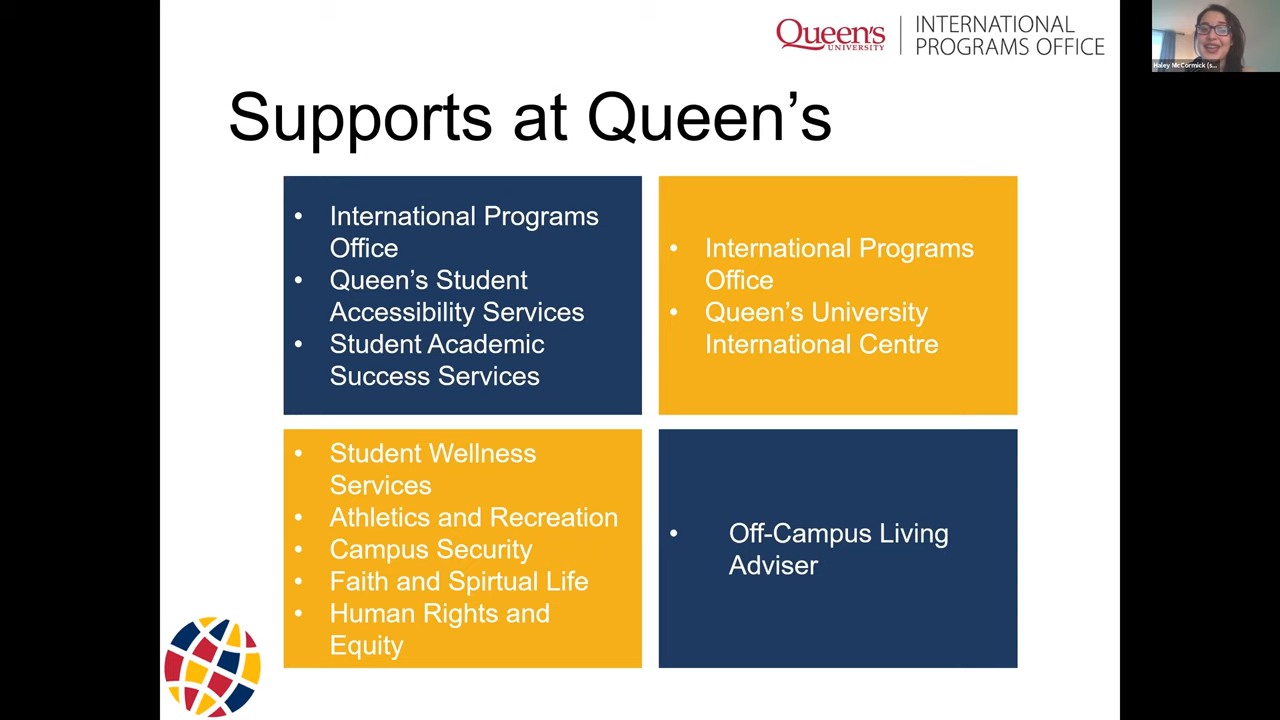 Queen's
UNIVERSITY
INTERNATIONAL
PROGRAMS OFFICE
Haley McCormick (s...
Supports at Queen’s
• International Programs
Office
• Queen’s Student
Accessibility Services
• Student Academic
Success Services
• International Programs
Office
• Queen’s University
International Centre
• Student Wellness
Services
• Athletics and Recreation
• Campus Security
• Faith and Spirtual Life
• Human Rights and
Equity
• Off-Campus Living
Adviser